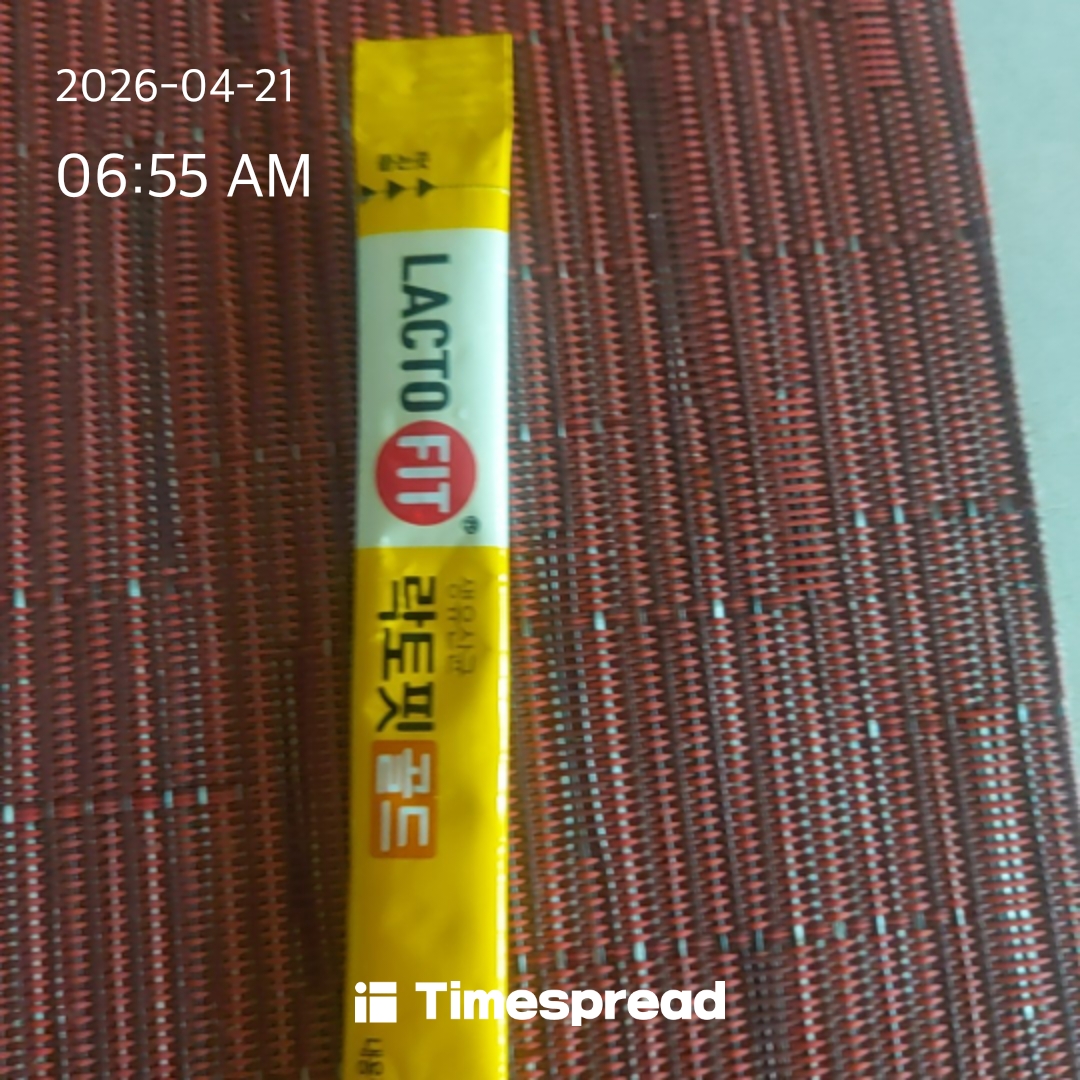 2026-04-21
06:55 AM
LACTO FIT®
생유산균
락토핏 골드
Timespread